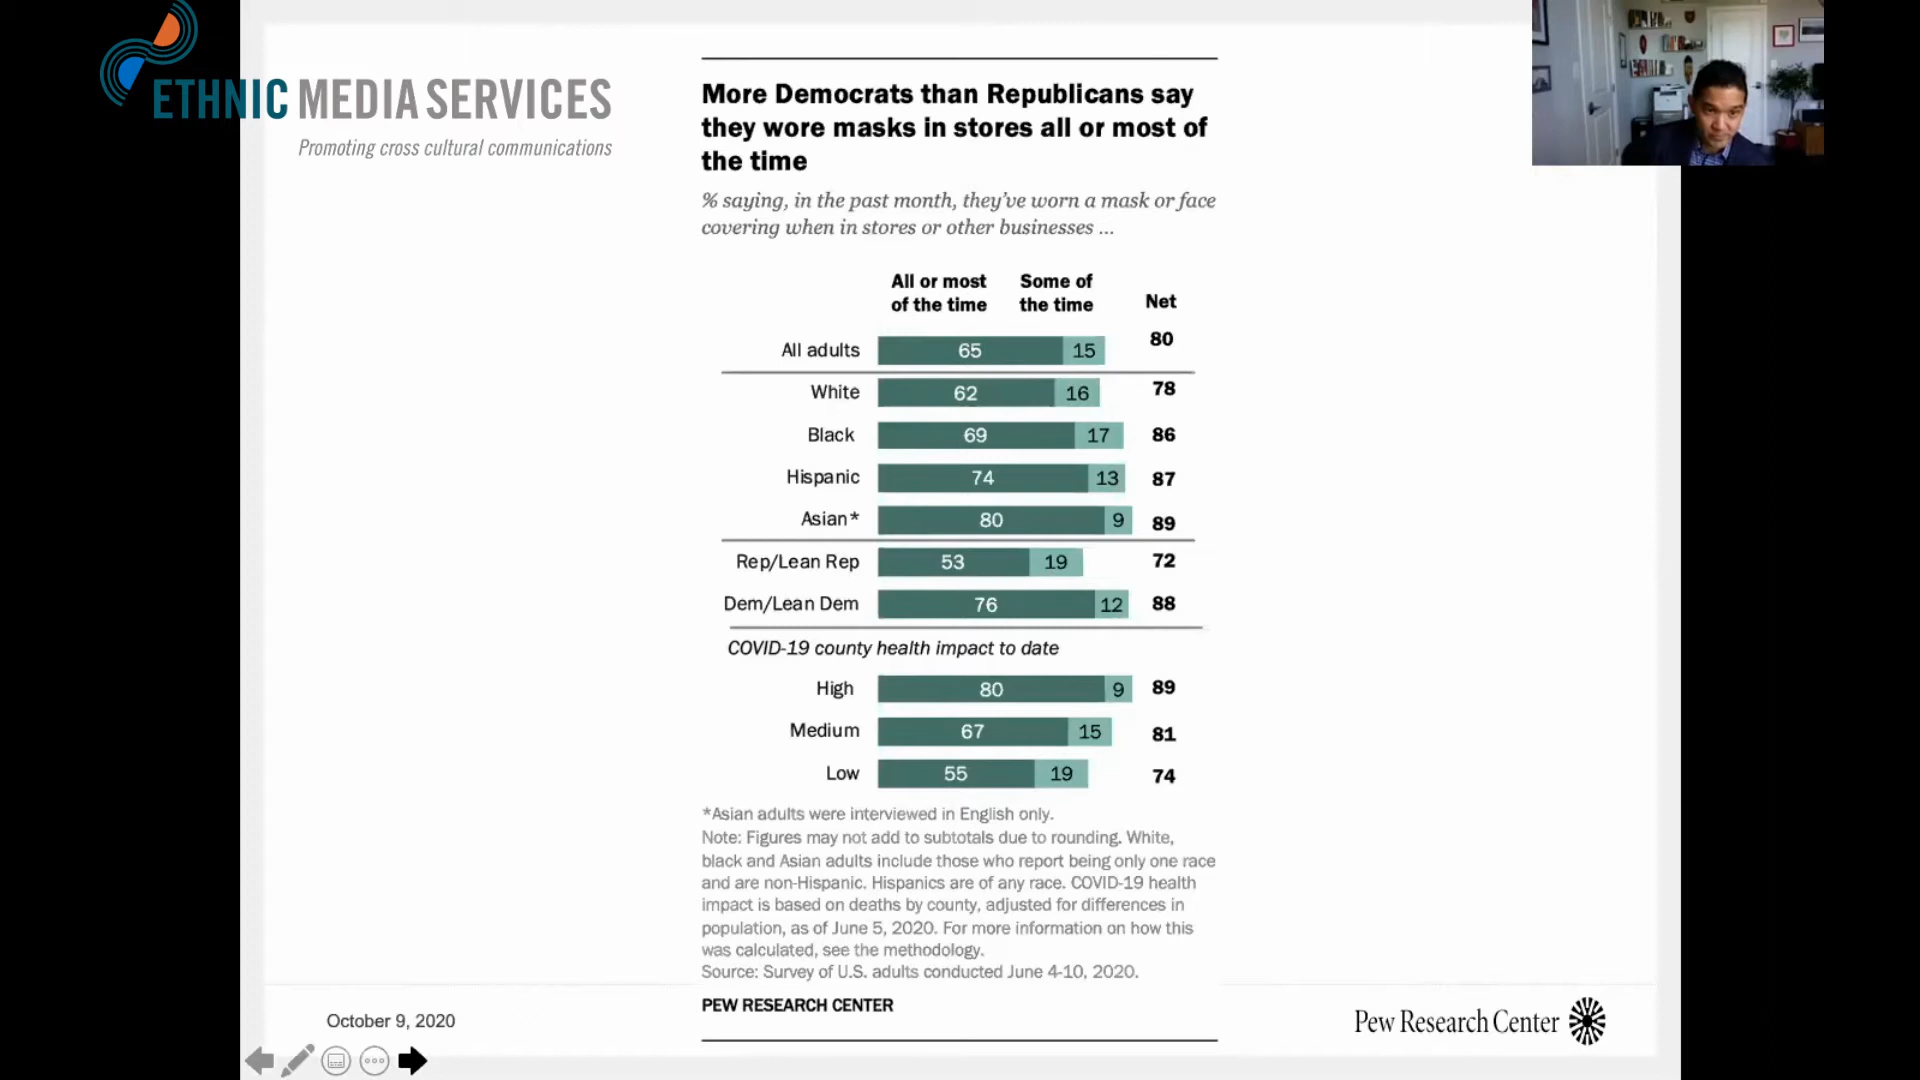 ETHNIC MEDIA SERVICES
Promoting cross cultural communications
More Democrats than Republicans say
they wore masks in stores all or most of
the time
% saying, in the past month, they've worn a mask or face
covering when in stores or other businesses ...
All or most
of the time
Some of
the time
Net
All adults 65 15 80
White 62 16 78
Black 69 17 86
Hispanic 74 13 87
Asian* 80 9 89
Rep/Lean Rep 53 19 72
Dem/Lean Dem 76 12 88
COVID-19 county health impact to date
High 80 9 89
Medium 67 15 81
Low 55 19 74
*Asian adults were interviewed in English only.
Note: Figures may not add to subtotals due to rounding. White,
black and Asian adults include those who report being only one race
and are non-Hispanic. Hispanics are of any race. COVID-19 health
impact is based on deaths by county, adjusted for differences in
population, as of June 5, 2020. For more information on how this
was calculated, see the methodology.
Source: Survey of U.S. adults conducted June 4-10, 2020.
PEW RESEARCH CENTER
October 9, 2020
Pew Research Center